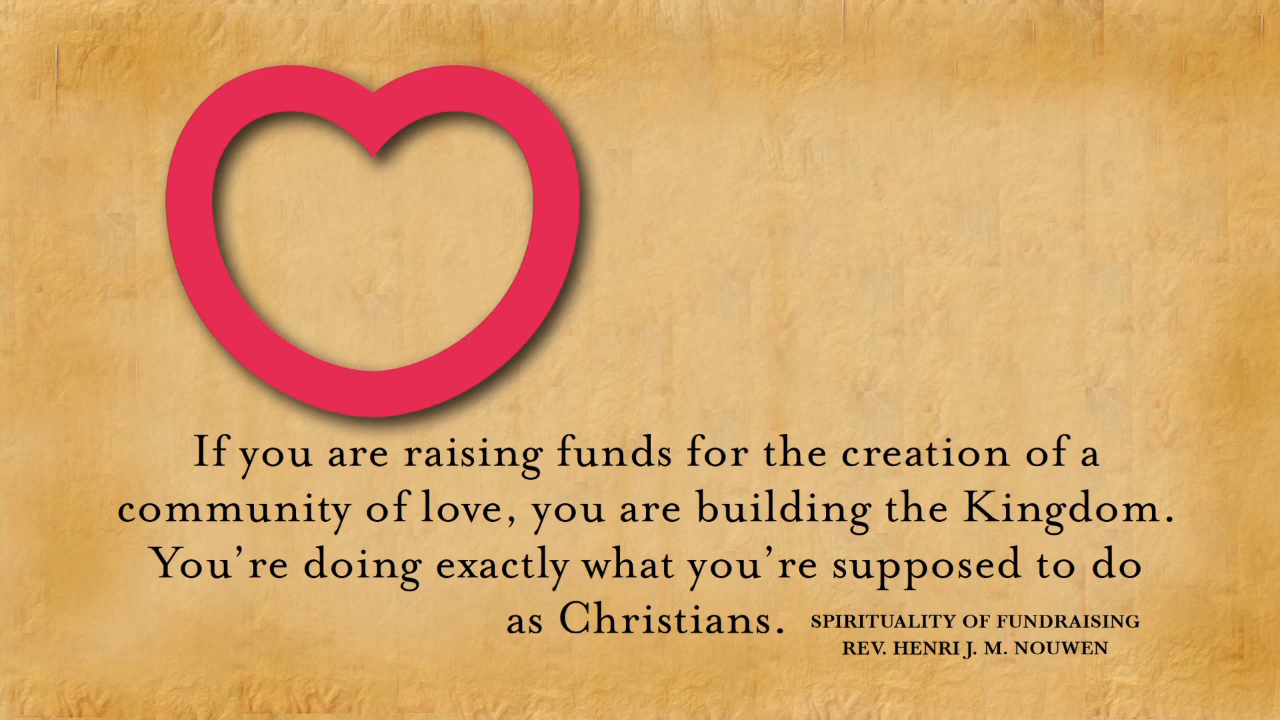 If you are raising funds for the creation of a
community of love, you are building the Kingdom.
You’re doing exactly what you’re supposed to do
as Christians.
SPIRITUALITY OF FUNDRAISING
REV. HENRI J. M. NOUWEN